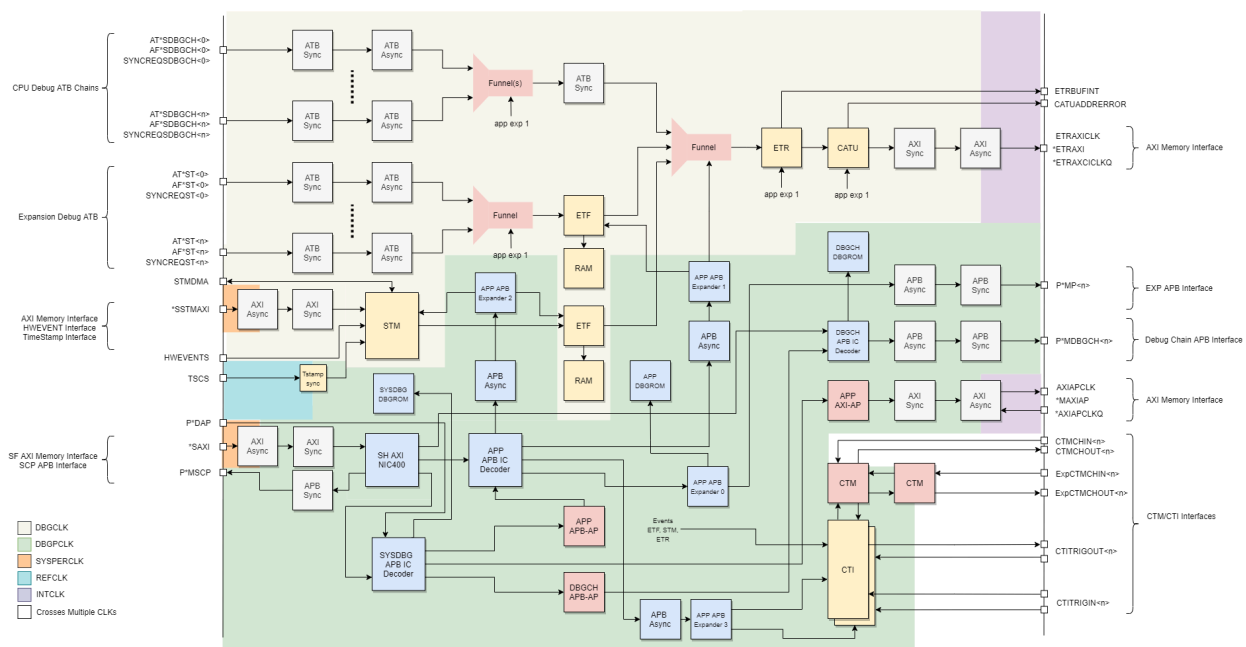 CPU Debug ATB Chains
AT*SDBGCH<0>
AF*SDBGCH<0>
SYNCREQSDBGCH<0>
ATB
Sync
ATB
Async
AT*SDBGCH<n>
AF*SDBGCH<n>
SYNCREQSDBGCH<n>
ATB
Sync
ATB
Async
Funnel(s)
app exp 1
ATB
Sync
Expansion Debug ATB
AT*ST<0>
AF*ST<0>
SYNCREQST<0>
ATB
Sync
ATB
Async
AT*ST<n>
AF*ST<n>
SYNCREQST<n>
ATB
Sync
ATB
Async
Funnel
app exp 1
ETF
RAM
Funnel
ETR
app exp 1
CATU
app exp 1
AXI
Sync
AXI
Async
ETRBUFINT
CATUADDRERROR
ETRAXICLK
*ETRAXI
*ETRAXCICLKQ
AXI Memory Interface
STMDMA
AXI Memory Interface
HWEVENT Interface
TimeStamp Interface
*SSTMAXI
AXI
Async
AXI
Sync
STM
HWEVENTS
TSCS
Tstamp
sync
APP APB
Expander 2
APB
Async
ETF
RAM
APP APB
Expander 1
APB
Async
APP
DBGROM
DBGCH
DBGROM
DBGCH
APB IC
Decoder
APB
Async
APB
Sync
P*MP<n>
EXP APB Interface
APB
Async
APB
Sync
P*MDBGCH<n>
Debug Chain APB Interface
SYSDBG
DBGROM
APP
AXI-AP
AXI
Sync
AXI
Async
AXIAPCLK
*MAXIAP
*AXIAPCLKQ
AXI Memory Interface
P*DAP
SF AXI Memory Interface
SCP APB Interface
*SAXI
AXI
Async
AXI
Sync
P*MSCP
APB
Sync
SH AXI
NIC400
APP
APB IC
Decoder
APP APB
Expander 0
APP
APB-AP
SYSDBG
APB IC
Decoder
DBGCH
APB-AP
APB
Async
APP APB
Expander 3
Events
ETF, STM,
ETR
CTM
CTM
CTI
CTMCHIN<n>
CTMCHOUT<n>
ExpCTMCHIN<n>
ExpCTMCHOUT<n>
CTITRIGOUT<n>
CTITRIGIN<n>
CTM/CTI Interfaces
DBGCLK
DBGPCLK
SYSPERCLK
REFCLK
INTCLK
Crosses Multiple CLKs